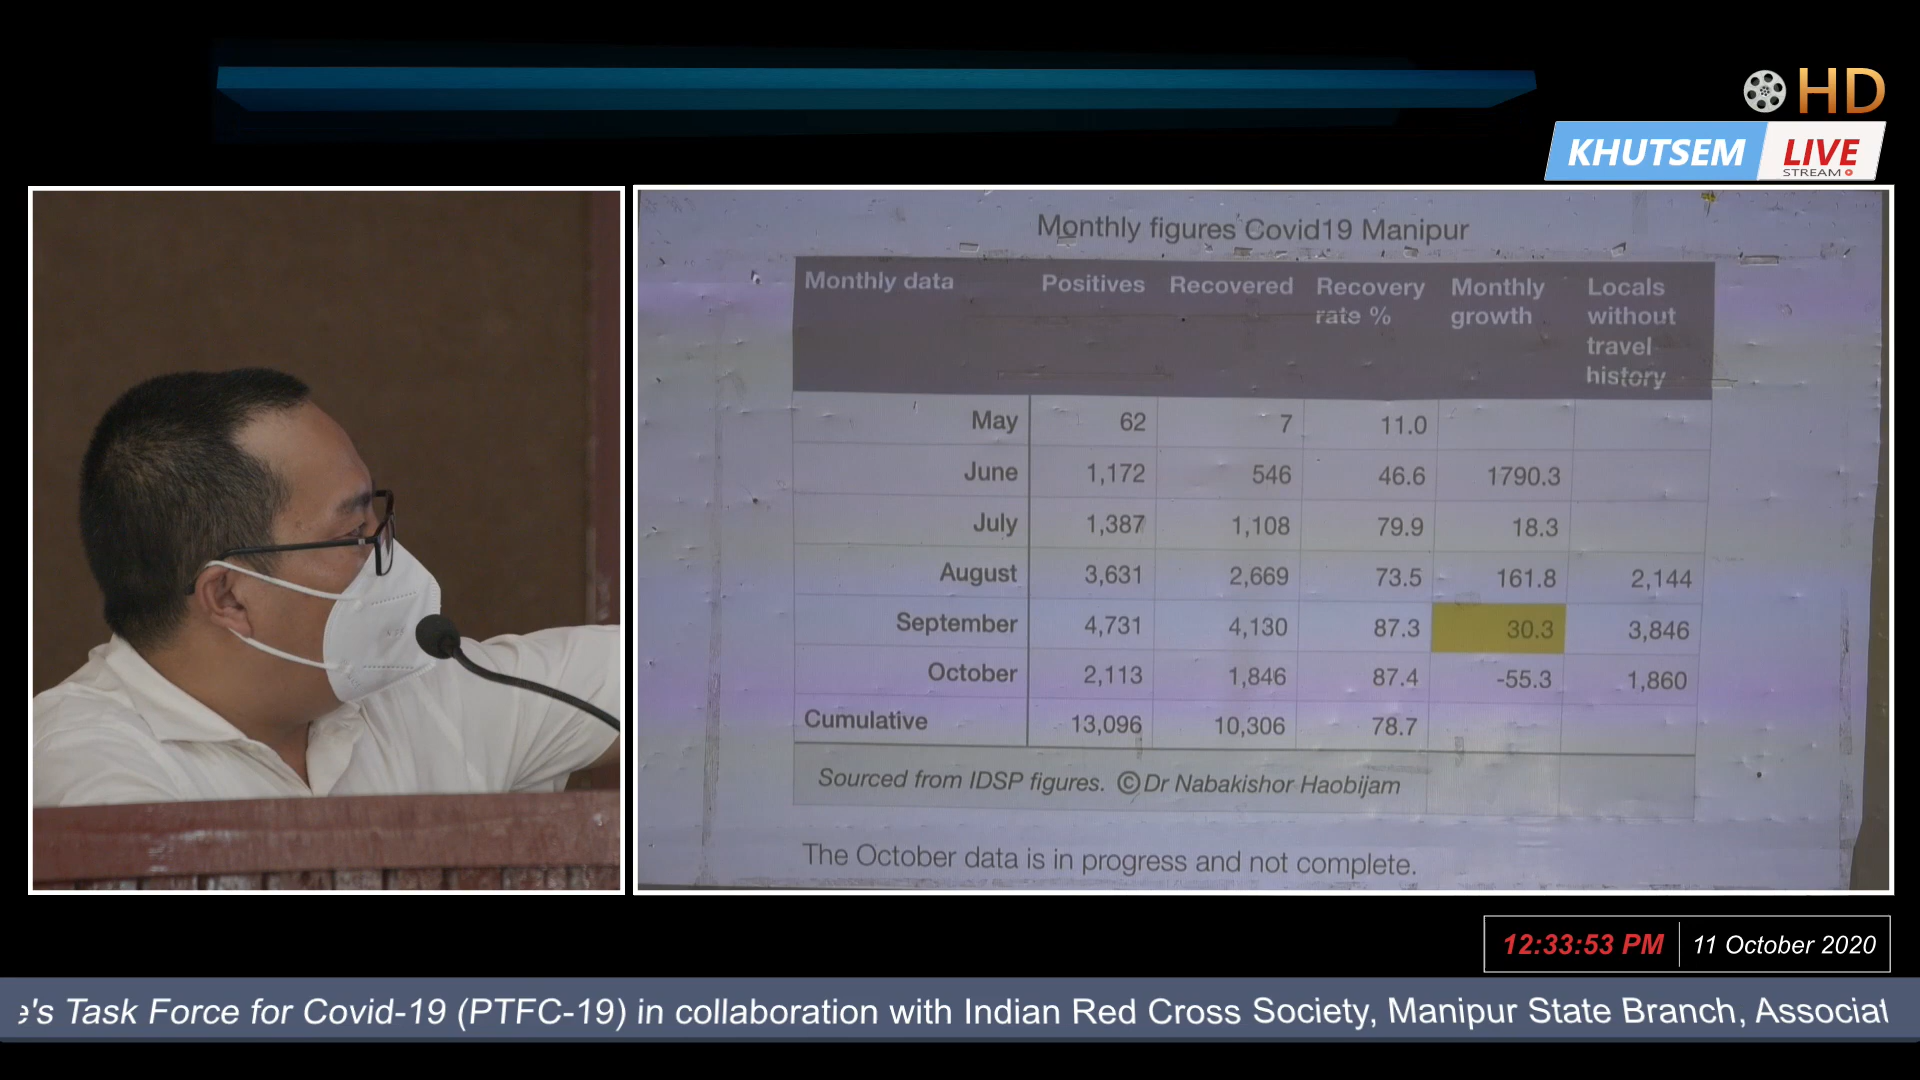 HD
KHUTSEM LIVE
STREAM
Monthly figures Covid19 Manipur
Monthly data Positives Recovered Recovery rate % Monthly growth Locals without travel history
May 62 7 11.0
June 1,172 546 46.6 1790.3
July 1,387 1,108 79.9 18.3
August 3,631 2,669 73.5 161.8 2,144
September 4,731 4,130 87.3 30.3 3,846
October 2,113 1,846 87.4 -55.3 1,860
Cumulative 13,096 10,306 78.7
Sourced from IDSP figures. ©Dr Nabakishor Haobijam
The October data is in progress and not complete.
12:33:53 PM 11 October 2020
e's Task Force for Covid-19 (PTFC-19) in collaboration with Indian Red Cross Society, Manipur State Branch, Associat